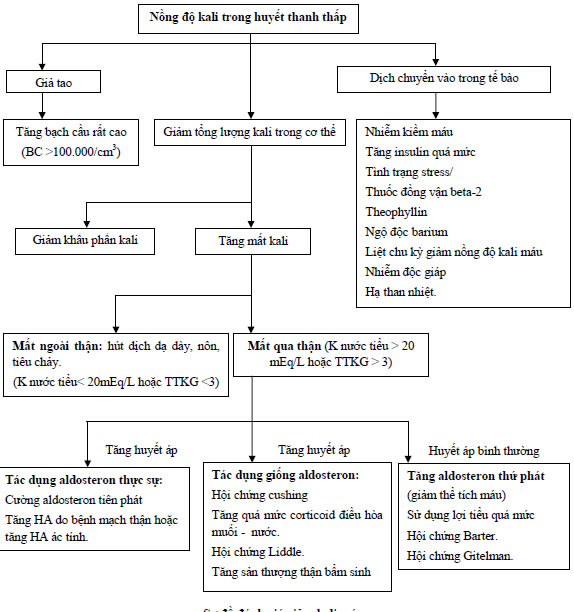 Nồng độ kali trong huyết thanh thấp
Giả tao
Dịch chuyển vào trong tế bào
Tăng bạch cầu rất cao
(BC >100.000/cm³)
Giảm tổng lượng kali trong cơ thể
Nhiễm kiềm máu
Tăng insulin quá mức
Tình trạng stress/
Thuốc đồng vận beta-2
Theophyllin
Ngộ độc barium
Liệt chu kỳ giảm nồng độ kali máu
Nhiễm độc giáp
Hạ than nhiệt.
Giảm khẩu phần kali
Tăng mất kali
Mất ngoài thận: hút dịch dạ dày, nôn,
tiêu chảy.
(K nước tiểu< 20mEq/L hoặc TTKG <3)
Mất qua thận (K nước tiểu > 20
mEq/L hoặc TTKG > 3)
Tăng huyết áp
Tác dụng aldosteron thực sự:
Cường aldosteron tiên phát
Tăng HA do bệnh mạch thận hoặc
tăng HA ác tính.
Tăng huyết áp
Tác dụng giống aldosteron:
Hội chứng cushing
Tăng quá mức corticoid điều hòa
muối - nước.
Hội chứng Liddle.
Tăng sản thượng thận bẩm sinh
Huyết áp bình thường
Tăng aldosteron thứ phát
(giảm thể tích máu)
Sử dụng lợi tiểu quá mức
Hội chứng Barter.
Hội chứng Gitelman.